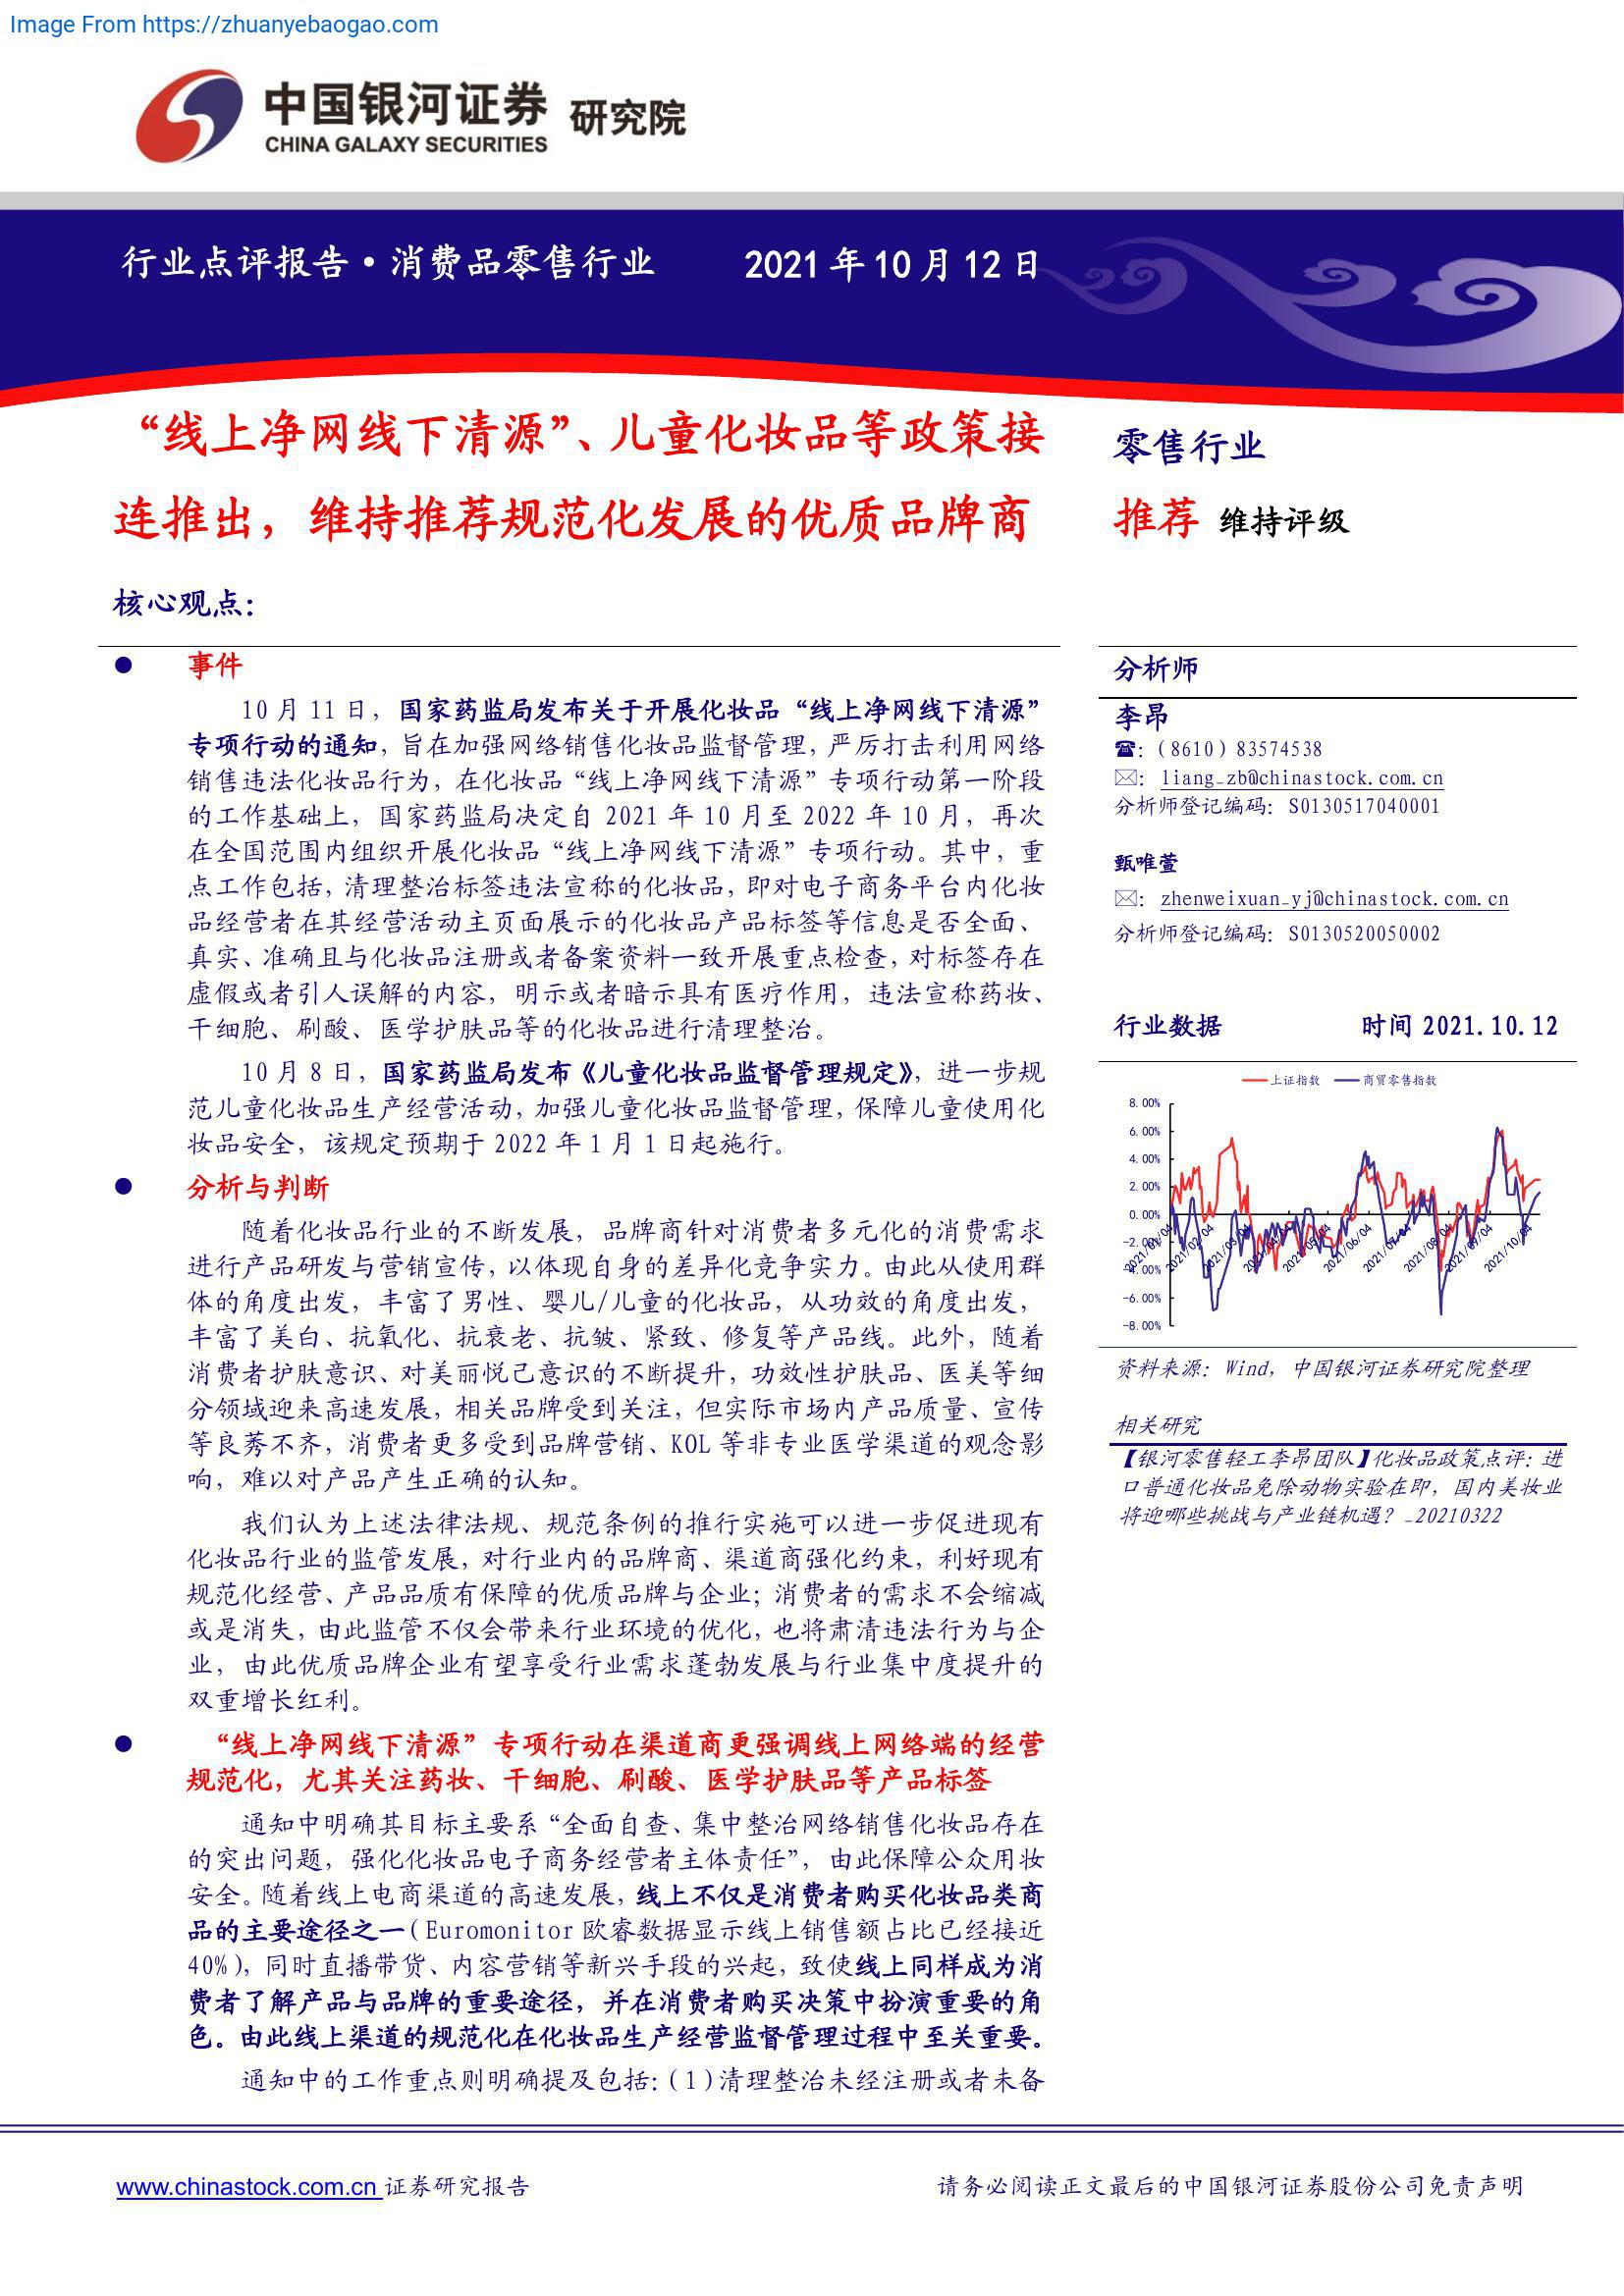 Image From https://zhuanyebaogao.com
中国银河证券 研究院
CHINA GALAXY SECURITIES
行业点评报告·消费品零售行业 2021 年 10 月 12 日
“线上净网线下清源”、儿童化妆品等政策接
连推出，维持推荐规范化发展的优质品牌商
核心观点：
● 事件
10 月 11 日，国家药监局发布关于开展化妆品“线上净网线下清源”
专项行动的通知，旨在加强网络销售化妆品监督管理，严厉打击利用网络
销售违法化妆品行为，在化妆品“线上净网线下清源”专项行动第一阶段
的工作基础上，国家药监局决定自 2021 年 10 月至 2022 年 10 月，再次
在全国范围内组织开展化妆品“线上净网线下清源”专项行动。其中，重
点工作包括，清理整治标签违法宣称的化妆品，即对电子商务平台内化妆
品经营者在其经营活动主页面展示的化妆品产品标签等信息是否全面、
真实、准确且与化妆品注册或者备案资料一致开展重点检查，对标签存在
虚假或者引人误解的内容，明示或者暗示具有医疗作用，违法宣称药妆、
干细胞、刷酸、医学护肤品等的化妆品进行清理整治。
10 月 8 日，国家药监局发布《儿童化妆品监督管理规定》，进一步规
范儿童化妆品生产经营活动，加强儿童化妆品监督管理，保障儿童使用化
妆品安全，该规定预期于 2022 年 1 月 1 日起施行。
● 分析与判断
随着化妆品行业的不断发展，品牌商针对消费者多元化的消费需求
进行产品研发与营销宣传，以体现自身的差异化竞争实力。由此从使用群
体的角度出发，丰富了男性、婴儿/儿童的化妆品，从功效的角度出发，
丰富了美白、抗氧化、抗衰老、抗皱、紧致、修复等产品线。此外，随着
消费者护肤意识、对美丽悦己意识的不断提升，功效性护肤品、医美等细
分领域迎来高速发展，相关品牌受到关注，但实际市场内产品质量、宣传
等良莠不齐，消费者更多受到品牌营销、KOL 等非专业医学渠道的观念影
响，难以对产品产生正确的认知。
我们认为上述法律法规、规范条例的推行实施可以进一步促进现有
化妆品行业的监管发展，对行业内的品牌商、渠道商强化约束，利好现有
规范化经营、产品品质有保障的优质品牌与企业；消费者的需求不会缩减
或是消失，由此监管不仅会带来行业环境的优化，也将肃清违法行为与企
业，由此优质品牌企业有望享受行业需求蓬勃发展与行业集中度提升的
双重增长红利。
● “线上净网线下清源”专项行动在渠道商更强调线上网络端的经营
规范化，尤其关注药妆、干细胞、刷酸、医学护肤品等产品标签
通知中明确其目标主要系“全面自查、集中整治网络销售化妆品存在
的突出问题，强化化妆品电子商务经营者主体责任”，由此保障公众用妆
安全。随着线上电商渠道的高速发展，线上不仅是消费者购买化妆品类商
品的主要途径之一(Euromonitor 欧睿数据显示线上销售额占比已经接近
40%)，同时直播带货、内容营销等新兴手段的兴起，致使线上同样成为消
费者了解产品与品牌的重要途径，并在消费者购买决策中扮演重要的角
色。由此线上渠道的规范化在化妆品生产经营监督管理过程中至关重要。
通知中的工作重点则明确提及包括：(1)清理整治未经注册或者未备
零售行业
推荐 维持评级
分析师
李昂
☎：(8610) 83574538
✉：liang_zb@chinastock.com.cn
分析师登记编码：S0130517040001
甄唯萱
✉：zhenweixuan_yj@chinastock.com.cn
分析师登记编码：S0130520050002
行业数据 时间 2021.10.12
上证指数 商贸零售指数
8.00%
6.00%
4.00%
2.00%
0.00%
-2.00%
-4.00%
-6.00%
-8.00%
2021/01/04 2021/02/04 2021/03/04 2021/04/04 2021/05/04 2021/06/04 2021/07/04 2021/08/04 2021/09/04 2021/10/04
资料来源：Wind，中国银河证券研究院整理
相关研究
【银河零售轻工李昂团队】化妆品政策点评：进
口普通化妆品免除动物实验在即，国内美妆业
将迎哪些挑战与产业链机遇？_20210322
www.chinastock.com.cn 证券研究报告
请务必阅读正文最后的中国银河证券股份公司免责声明